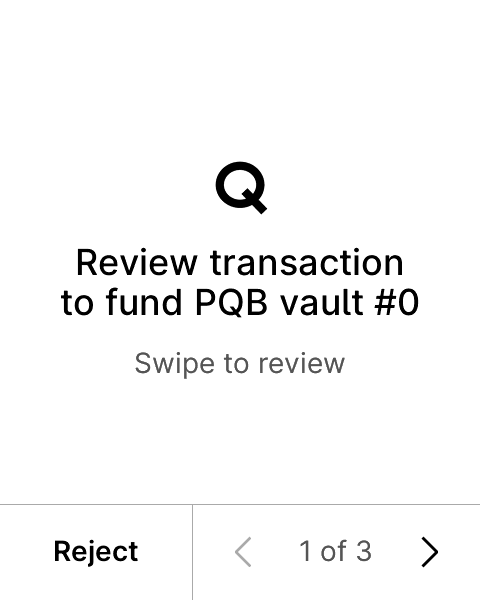 Q
Review transaction
to fund PQB vault #0
Swipe to review
Reject
1 of 3